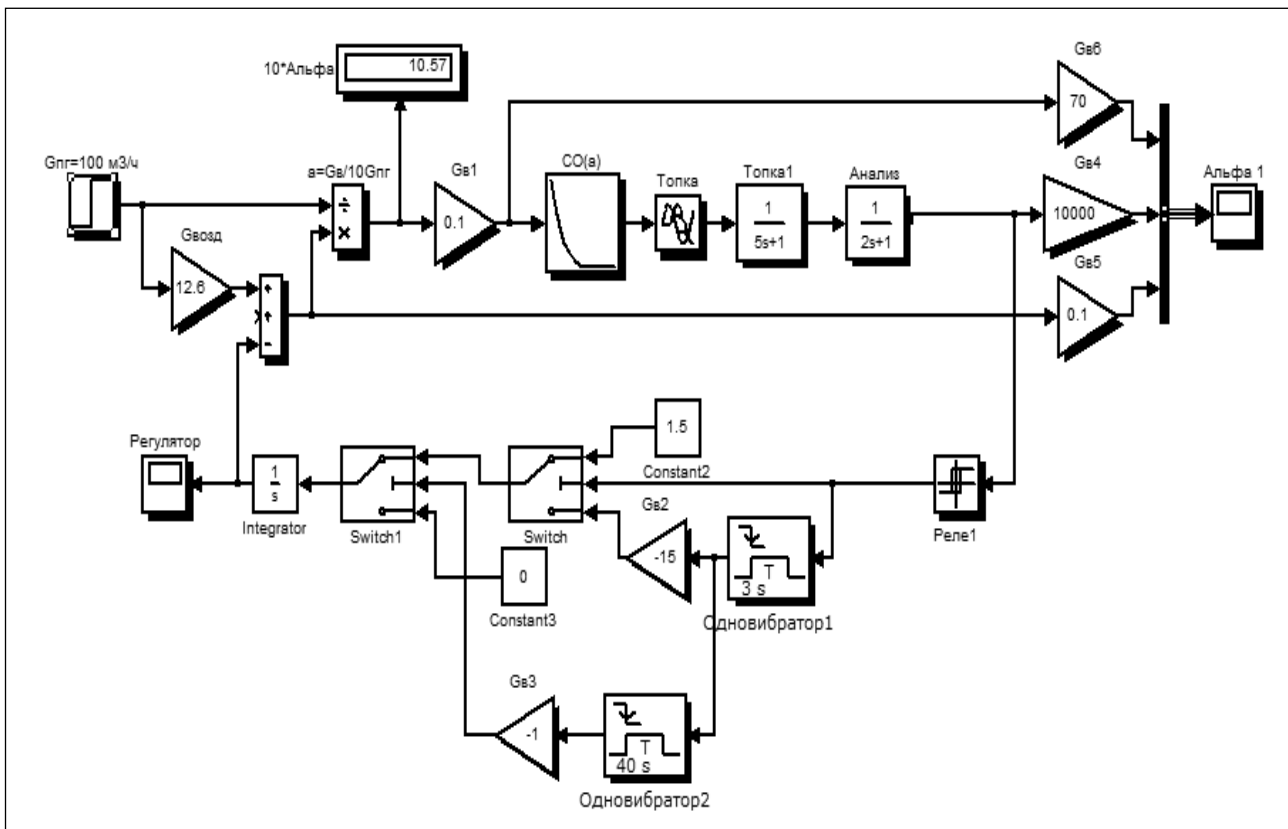 10*Альфа
10.57
Gв6
70
Gпг=100 м3/ч
a=Gв/10Gпг
÷
×
Gв1
0.1
CO(a)
Топка
Топка1
1
5s+1
Анализ
1
2s+1
Gв4
10000
Альфа 1
Gвозд
12.6
+
+
-
Gв5
0.1
Регулятор
1
s
Integrator
Switch1
Switch
1.5
Constant2
Gв2
-15
T
3 s
Одновибратор1
Реле1
0
Constant3
Gв3
-1
T
40 s
Одновибратор2